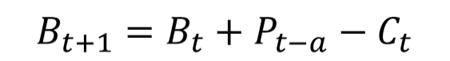 B_{t+1} = B_t + P_{t-a} − C_t